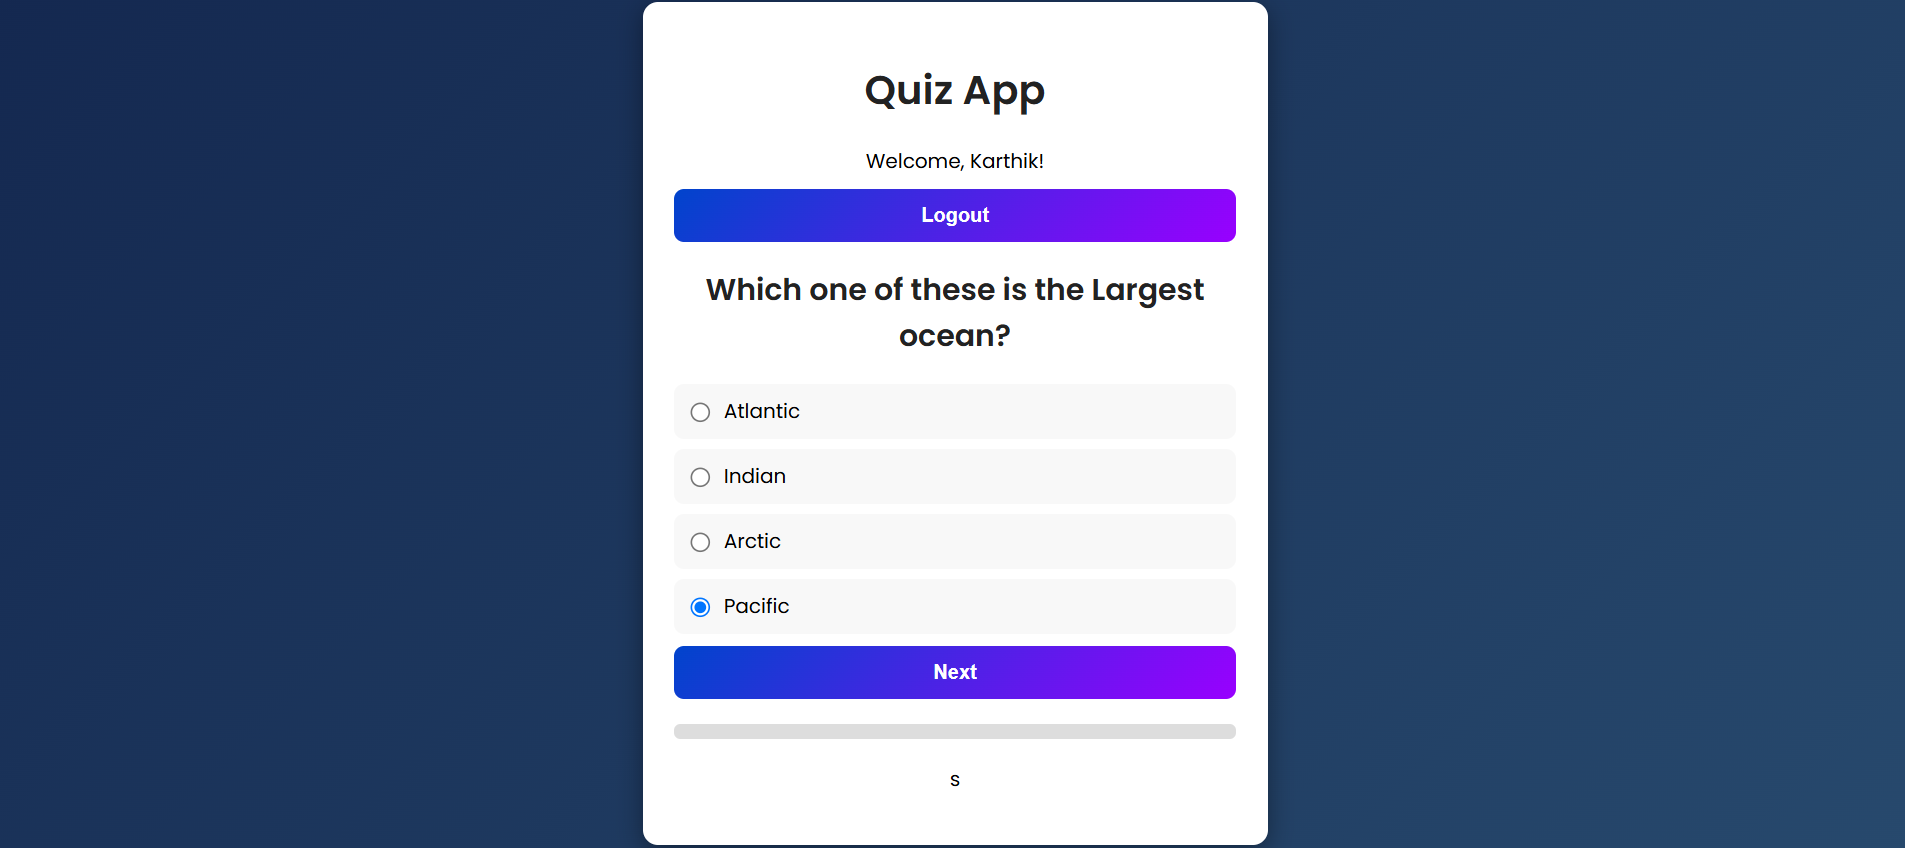 Quiz App
Welcome, Karthik!
Logout
Which one of these is the Largest
ocean?
Atlantic
Indian
Arctic
Pacific
Next
s